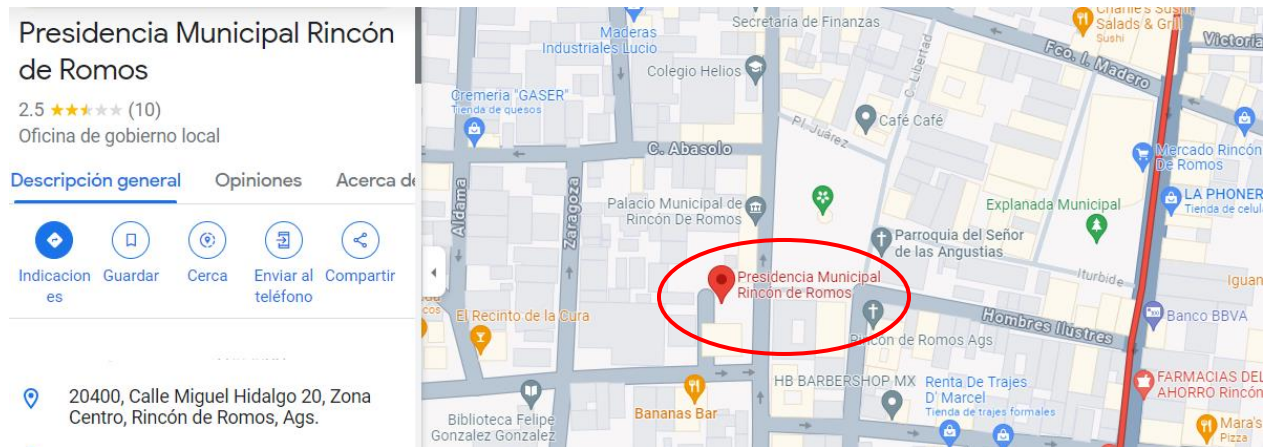 Presidencia Municipal Rincón
de Romos
2.5
(10)
Oficina de gobierno local
Descripción general
Opiniones
Acerca de
Indicacion
es
Guardar
Cerca
Enviar al
teléfono
Compartir
20400, Calle Miguel Hidalgo 20, Zona
Centro, Rincón de Romos, Ags.
Maderas
Industriales Lucio
Secretaría de Finanzas
Charlie's Sushi
Salads & Grill
Sushi
Victoria
Fco. I. Madero
Colegio Helios
C. Libertad
Cremeria "GASER"
Tienda de quesos
Pl. Juárez
Café Café
C. Abasolo
Mercado Rincón
De Romos
Aldama
Zaragoza
Palacio Municipal de
Rincón De Romos
Explanada Municipal
LA PHONER
Tienda de celul
Parroquia del Señor
de las Angustias
Presidencia Municipal
Rincón de Romos
Iturbide
Iguan
El Recinto de la Cura
Hombres Ilustres
Banco BBVA
Rincón de Romos Ags
HB BARBERSHOP MX
Renta De Trajes
D' Marcel
Tienda de trajes formales
FARMACIAS DEL
AHORRO Rincón
Biblioteca Felipe
Gonzalez Gonzalez
Bananas Bar
Mara's
Pizza